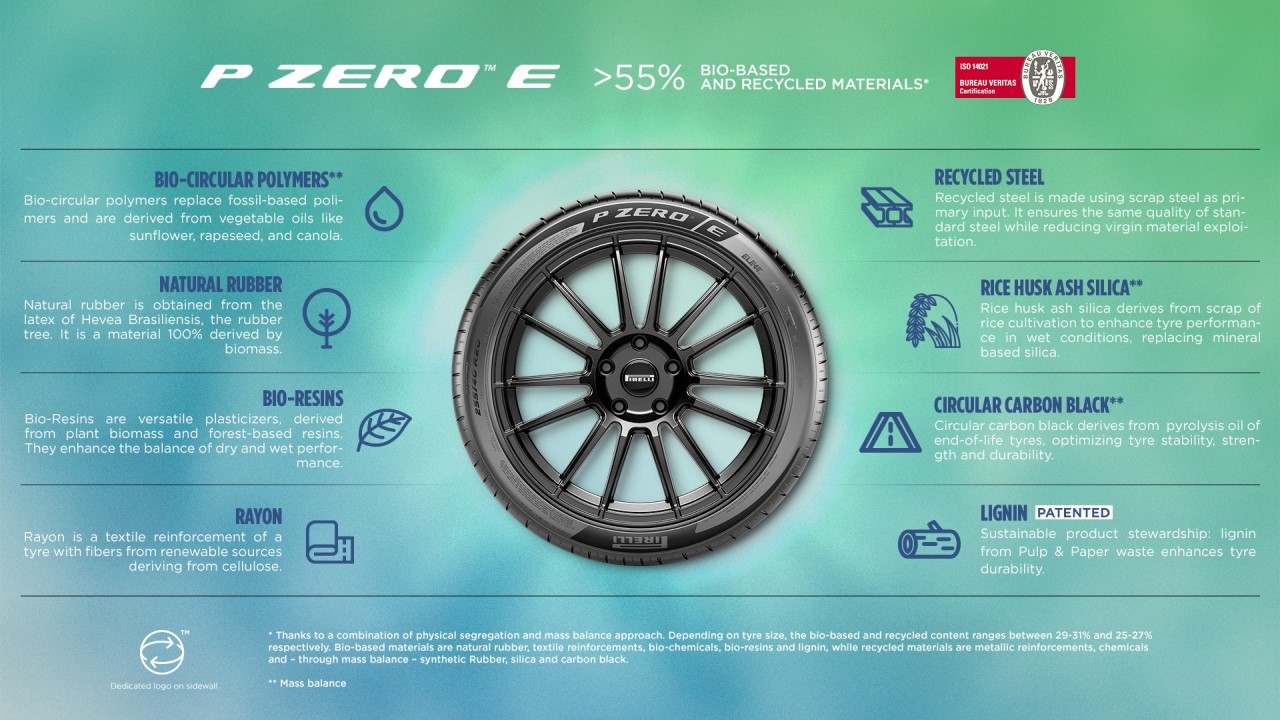 P ZERO™ E
>55%
BIO-BASED
AND RECYCLED MATERIALS*
ISO 14021
BUREAU VERITAS
Certification
BUREAU VERITAS
1828
BIO-CIRCULAR POLYMERS**
Bio-circular polymers replace fossil-based poli-
mers and are derived from vegetable oils like
sunflower, rapeseed, and canola.
NATURAL RUBBER
Natural rubber is obtained from the
latex of Hevea Brasiliensis, the rubber
tree. It is a material 100% derived by
biomass.
BIO-RESINS
Bio-Resins are versatile plasticizers, derived
from plant biomass and forest-based resins.
They enhance the balance of dry and wet perfor-
mance.
RAYON
Rayon is a textile reinforcement of a
tyre with fibers from renewable sources
deriving from cellulose.
P ZERO E
ELECT
PIRELLI
PIRELLI
RECYCLED STEEL
Recycled steel is made using scrap steel as pri-
mary input. It ensures the same quality of stan-
dard steel while reducing virgin material exploi-
tation.
RICE HUSK ASH SILICA**
Rice husk ash silica derives from scrap of
rice cultivation to enhance tyre performan-
ce in wet conditions, replacing mineral
based silica.
CIRCULAR CARBON BLACK**
Circular carbon black derives from pyrolysis oil of
end-of-life tyres, optimizing tyre stability, stren-
gth and durability.
LIGNIN PATENTED
Sustainable product stewardship: lignin
from Pulp & Paper waste enhances tyre
durability.
TM
Dedicated logo on sidewall
* Thanks to a combination of physical segregation and mass balance approach. Depending on tyre size, the bio-based and recycled content ranges between 29-31% and 25-27%
respectively. Bio-based materials are natural rubber, textile reinforcements, bio-chemicals, bio-resins and lignin, while recycled materials are metallic reinforcements, chemicals
and – through mass balance – synthetic Rubber, silica and carbon black.
** Mass balance